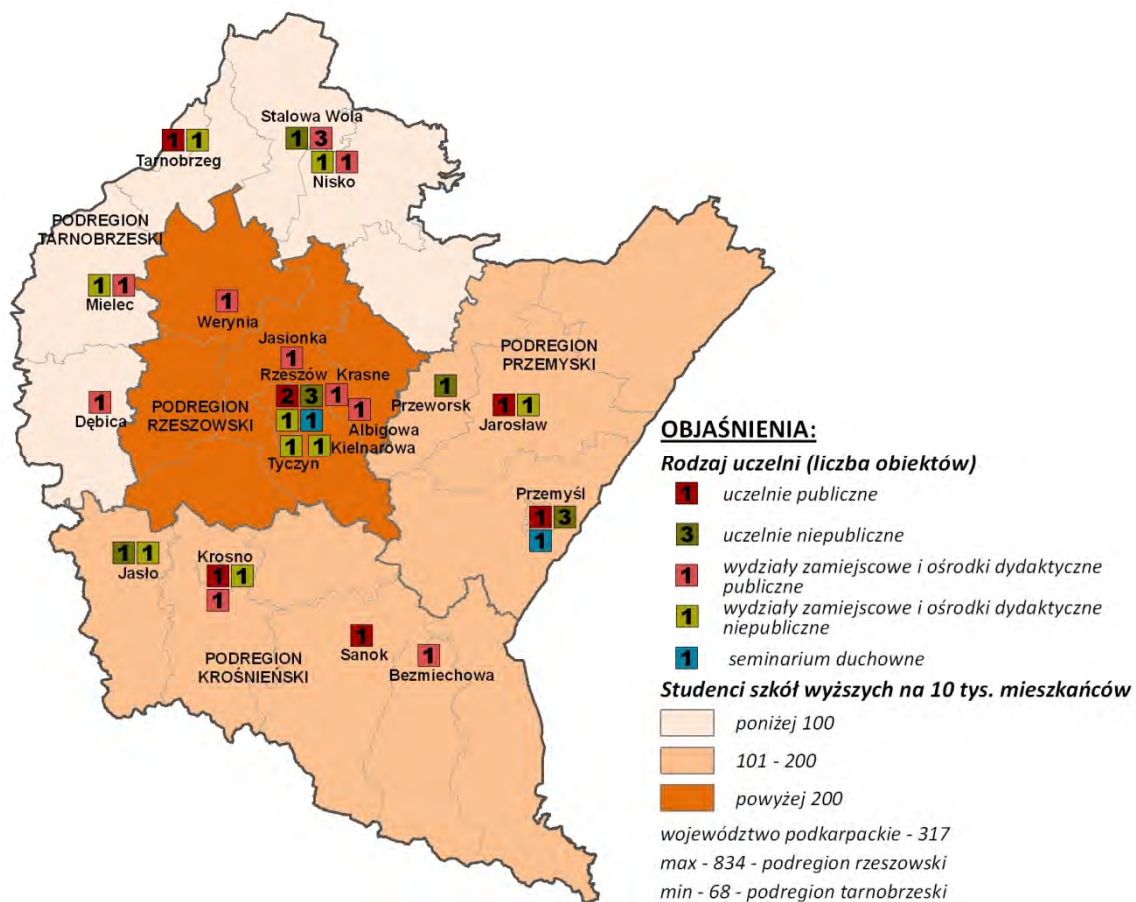 Stalowa Wola
1 3
1 1
Tarnobrzeg
1 1
Nisko
PODREGION
TARNOBRZESKI
1 1
Mielec
1
Werynia
Jasionka
1
Rzeszów Krasne
2 3 1
1 1 1
Albigowa
1 1 Kielnarowa
Tyczyn
PODREGION
RZESZOWSKI
1
Dębica
PODREGION
PRZEMYSKI
1
Przeworsk
1 1
Jarosław
Przemyśl
1 3
1
1 1
Jasło
Krosno
1 1
1
PODREGION
KROŚNIEŃSKI
1
Sanok
1
Bezmiechowa
OBJAŚNIENIA:
Rodzaj uczelni (liczba obiektów)
1 uczelnie publiczne
3 uczelnie niepubliczne
1 wydziały zamiejscowe i ośrodki dydaktyczne
publiczne
1 wydziały zamiejscowe i ośrodki dydaktyczne
niepubliczne
1 seminarium duchowne
Studenci szkół wyższych na 10 tys. mieszkańców
poniżej 100
101 - 200
powyżej 200
województwo podkarpackie - 317
max - 834 - podregion rzeszowski
min - 68 - podregion tarnobrzeski